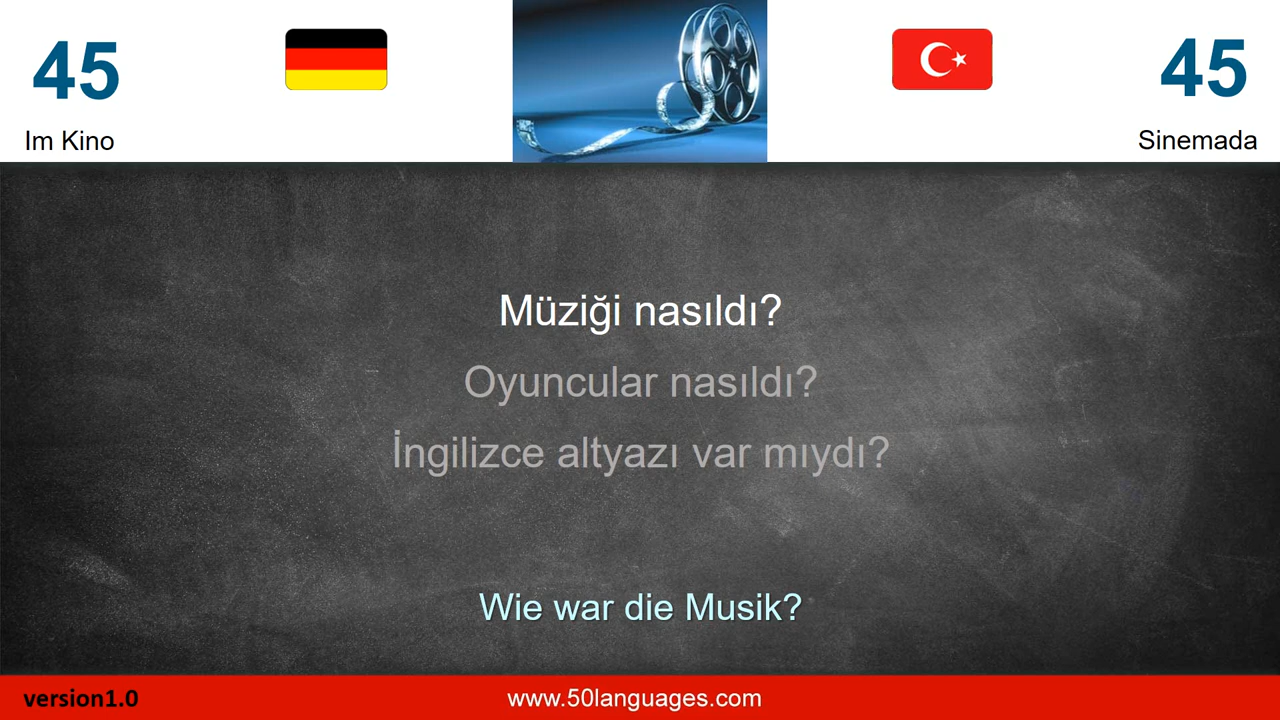 45
45
Im Kino
Sinemada
Müziği nasıldı?
Oyuncular nasıldı?
İngilizce altyazı var mıydı?
Wie war die Musik?
version1.0
www.50languages.com